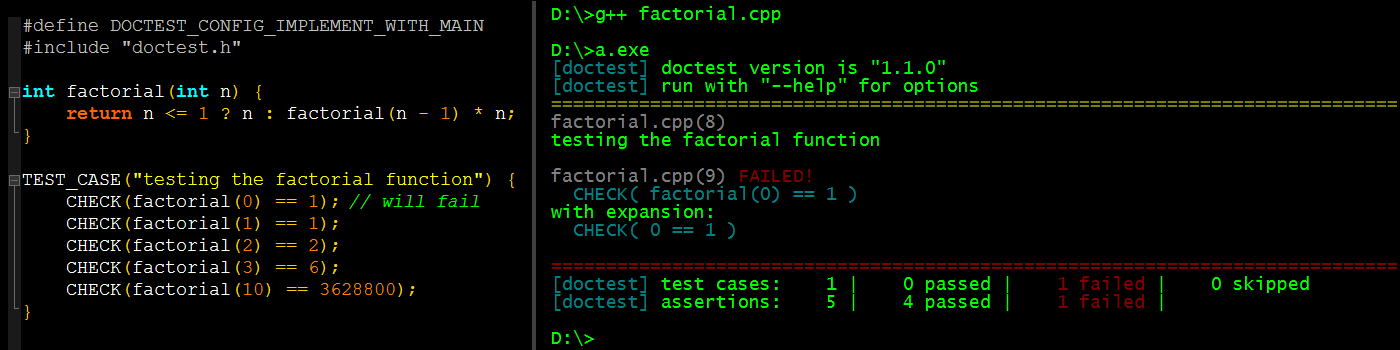 #define DOCTEST_CONFIG_IMPLEMENT_WITH_MAIN
#include "doctest.h"

int factorial(int n) {
    return n <= 1 ? n : factorial(n - 1) * n;
}

TEST_CASE("testing the factorial function") {
    CHECK(factorial(0) == 1); // will fail
    CHECK(factorial(1) == 1);
    CHECK(factorial(2) == 2);
    CHECK(factorial(3) == 6);
    CHECK(factorial(10) == 3628800);
}

D:\>g++ factorial.cpp

D:\>a.exe
[doctest] doctest version is "1.1.0"
[doctest] run with "--help" for options
===============================================================================
factorial.cpp(8)
testing the factorial function

factorial.cpp(9) FAILED!
  CHECK( factorial(0) == 1 )
with expansion:
  CHECK( 0 == 1 )

===============================================================================
[doctest] test cases:    1 |    0 passed |    1 failed |    0 skipped
[doctest] assertions:    5 |    4 passed |    1 failed |

D:\>